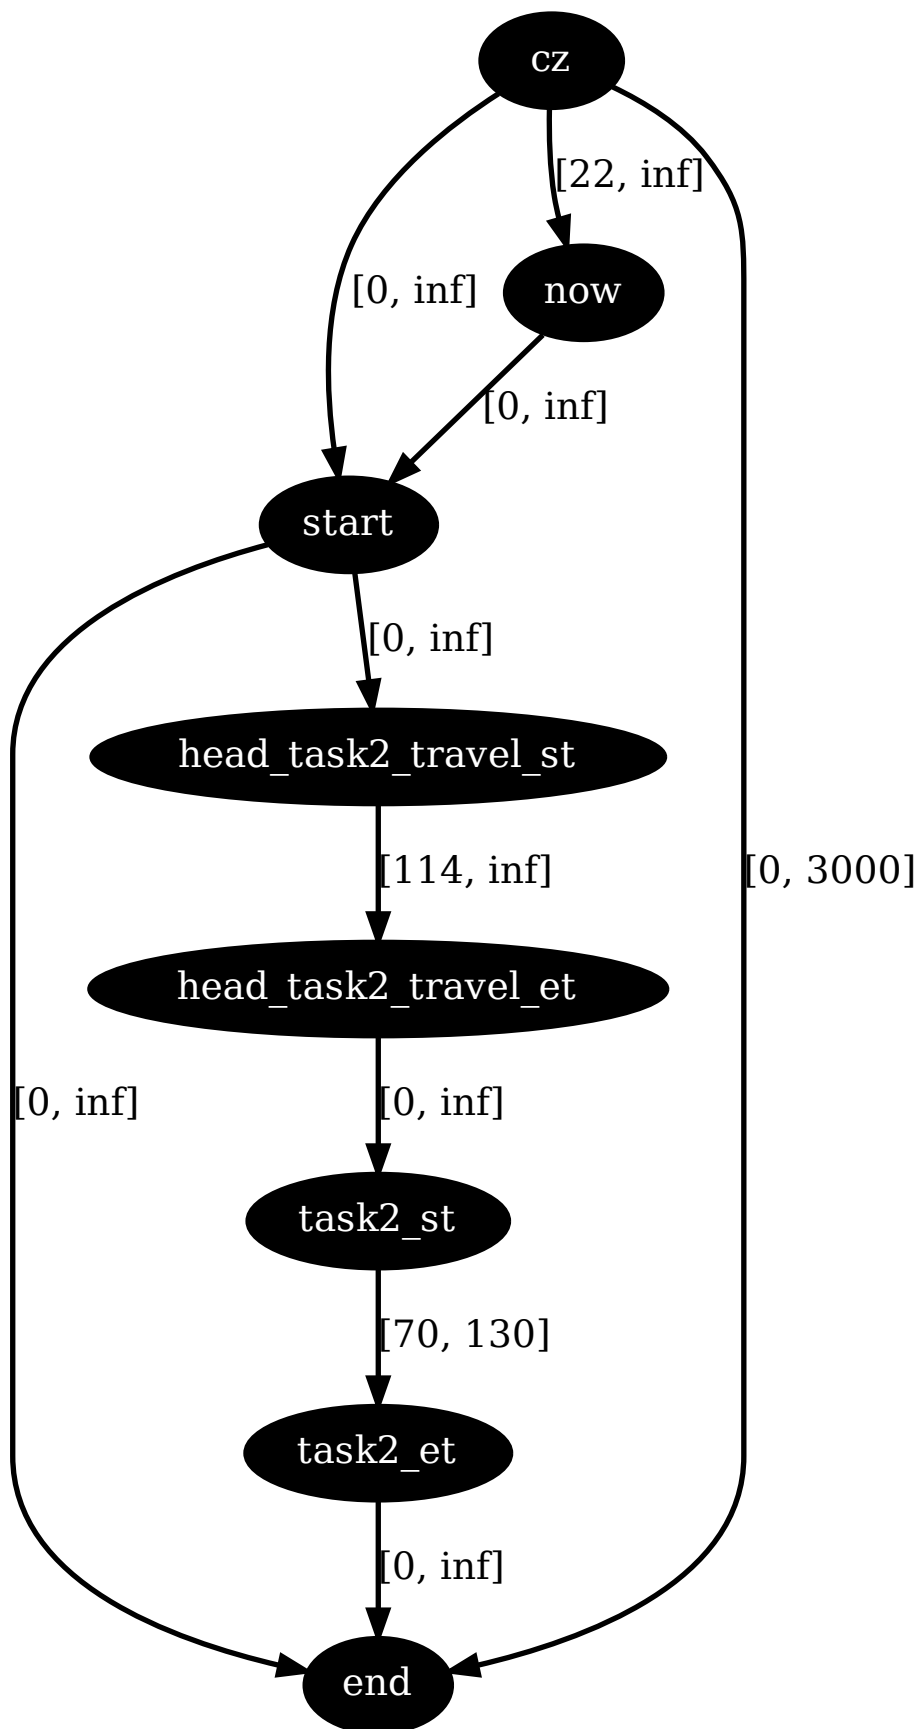 cz
[22, inf]
[0, inf]
now
[0, inf]
start
[0, inf]
head_task2_travel_st
[114, inf]
[0, 3000]
head_task2_travel_et
[0, inf]
[0, inf]
task2_st
[70, 130]
task2_et
[0, inf]
end